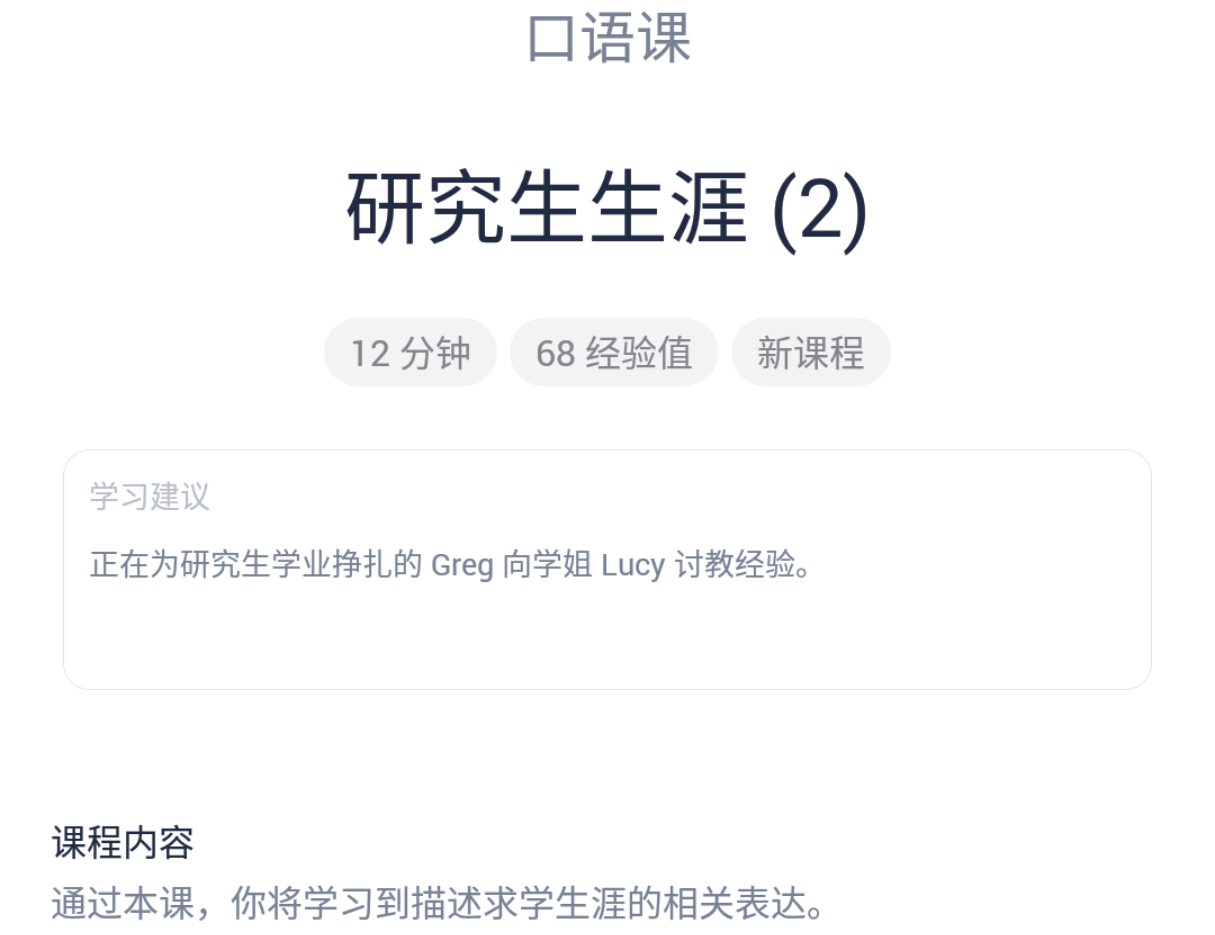 口语课
研究生生涯 (2)
12 分钟
68 经验值
新课程
学习建议
正在为研究生学业挣扎的 Greg 向学姐 Lucy 讨教经验。
课程内容
通过本课，你将学习到描述求学生涯的相关表达。